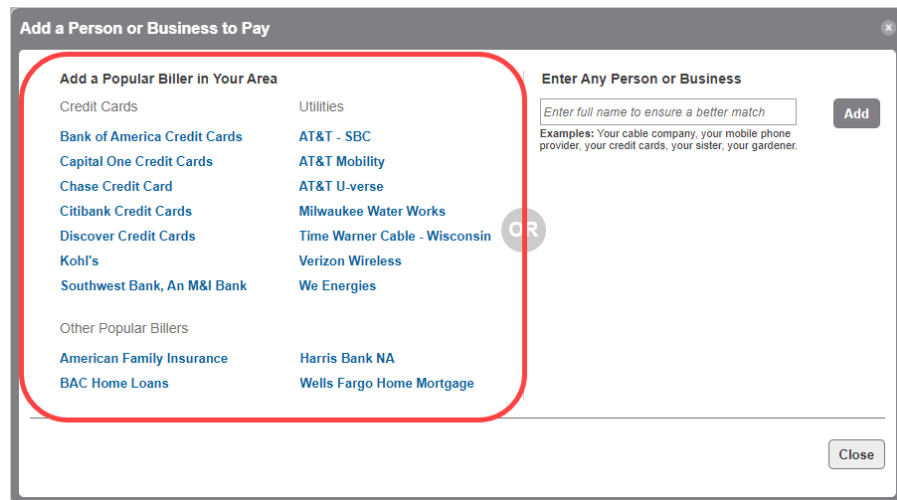 Add a Person or Business to Pay
x
Add a Popular Biller in Your Area
Credit Cards
Bank of America Credit Cards
Capital One Credit Cards
Chase Credit Card
Citibank Credit Cards
Discover Credit Cards
Kohl's
Southwest Bank, An M&I Bank
Utilities
AT&T - SBC
AT&T Mobility
AT&T U-verse
Milwaukee Water Works
Time Warner Cable - Wisconsin
Verizon Wireless
We Energies
Other Popular Billers
American Family Insurance
BAC Home Loans
Harris Bank NA
Wells Fargo Home Mortgage
OR
Enter Any Person or Business
Enter full name to ensure a better match
Add
Examples: Your cable company, your mobile phone
provider, your credit cards, your sister, your gardener.
Close